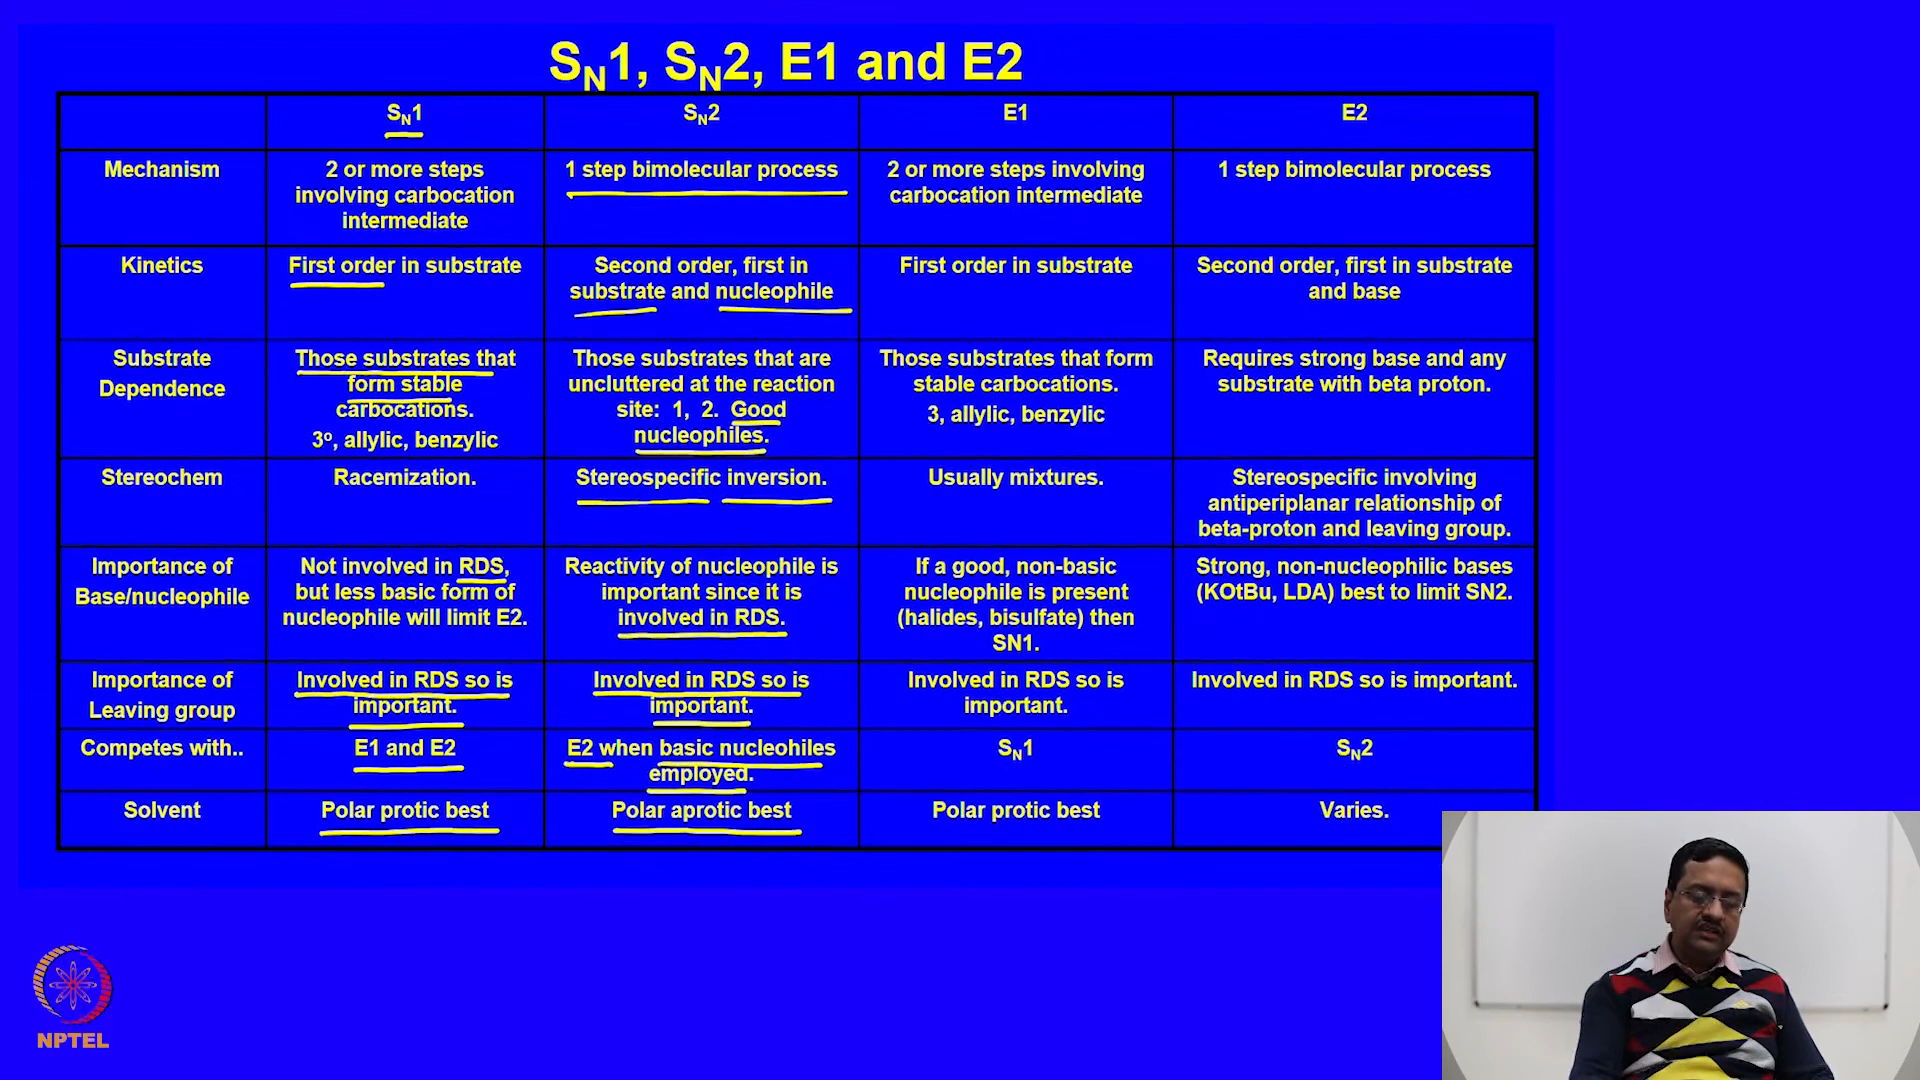 S_N1, S_N2, E1 and E2
S_N1
S_N2
E1
E2
Mechanism
2 or more steps
involving carbocation
intermediate
1 step bimolecular process
2 or more steps involving
carbocation intermediate
1 step bimolecular process
Kinetics
First order in substrate
Second order, first in
substrate and nucleophile
First order in substrate
Second order, first in substrate
and base
Substrate
Dependence
Those substrates that
form stable
carbocations.
3º, allylic, benzylic
Those substrates that are
uncluttered at the reaction
site: 1, 2. Good
nucleophiles.
Those substrates that form
stable carbocations.
3, allylic, benzylic
Requires strong base and any
substrate with beta proton.
Stereochem
Racemization.
Stereospecific inversion.
Usually mixtures.
Stereospecific involving
antiperiplanar relationship of
beta-proton and leaving group.
Importance of
Base/nucleophile
Not involved in RDS,
but less basic form of
nucleophile will limit E2.
Reactivity of nucleophile is
important since it is
involved in RDS.
If a good, non-basic
nucleophile is present
(halides, bisulfate) then
SN1.
Strong, non-nucleophilic bases
(KOtBu, LDA) best to limit SN2.
Importance of
Leaving group
Involved in RDS so is
important.
Involved in RDS so is
important.
Involved in RDS so is
important.
Involved in RDS so is important.
Competes with..
E1 and E2
E2 when basic nucleohiles
employed.
S_N1
S_N2
Solvent
Polar protic best
Polar aprotic best
Polar protic best
Varies.
NPTEL